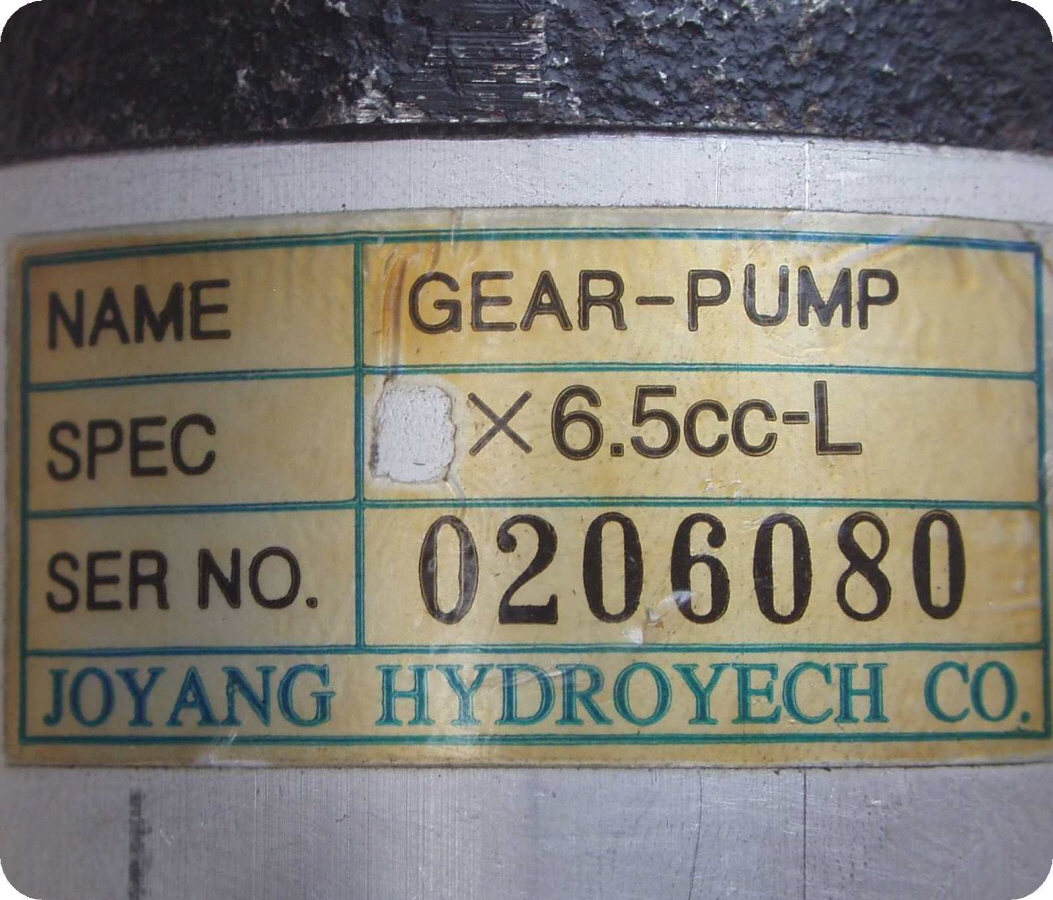 NAME GEAR-PUMP
SPEC ×6.5cc-L
SER NO. 0206080
JOYANG HYDROYECH CO.